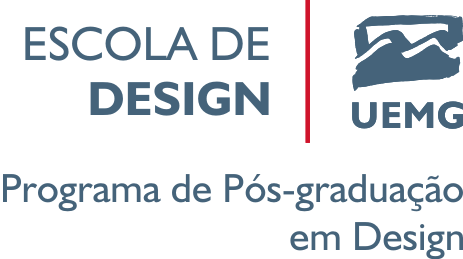 ESCOLA DE
DESIGN
UEMG
Programa de Pós-graduação
em Design